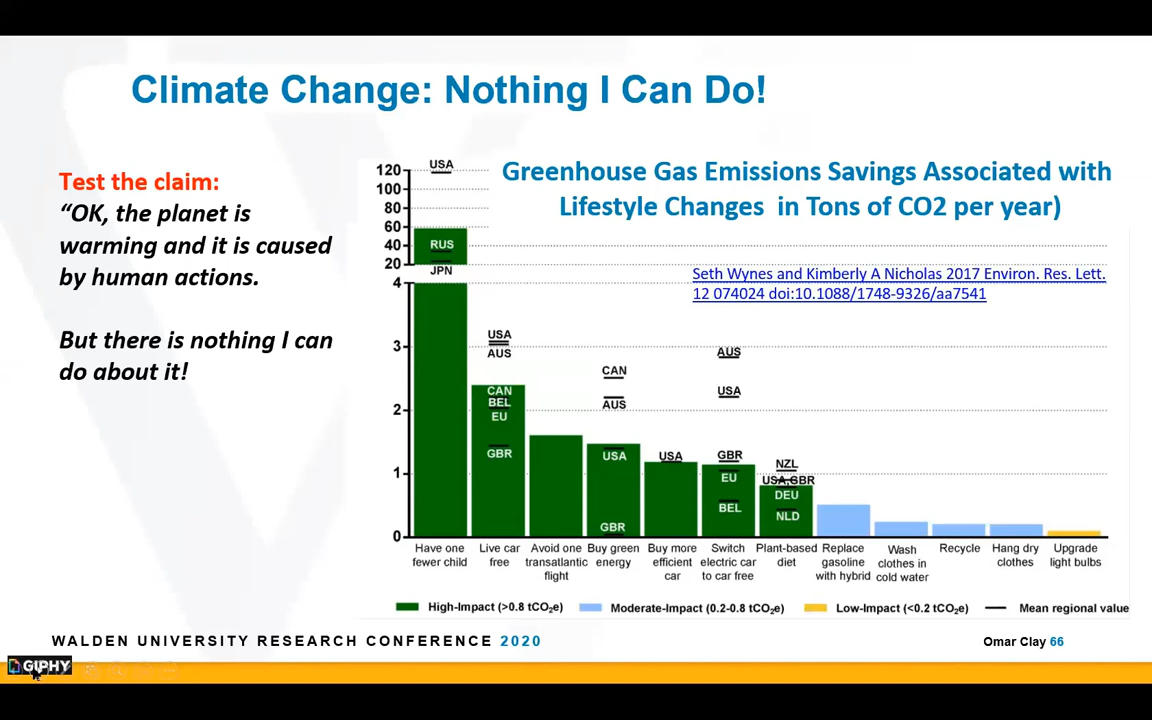 Climate Change: Nothing I Can Do!
Test the claim:
“OK, the planet is
warming and it is caused
by human actions.
But there is nothing I can
do about it!
Greenhouse Gas Emissions Savings Associated with
Lifestyle Changes in Tons of CO2 per year)
Seth Wynes and Kimberly A Nicholas 2017 Environ. Res. Lett.
12 074024 doi:10.1088/1748-9326/aa7541
120
100
80
60
40
20
4
3
2
1
0
USA
RUS
JPN
USA
AUS
CAN
BEL
EU
GBR
CAN
AUS
USA
GBR
USA
AUS
USA
GBR
EU
BEL
NZL
USA,GBR
DEU
NLD
Have one
fewer child
Live car
free
Avoid one
transatlantic
flight
Buy green
energy
Buy more
efficient
car
Switch
electric car
to car free
Plant-based
diet
Replace
gasoline
with hybrid
Wash
clothes in
cold water
Recycle
Hang dry
clothes
Upgrade
light bulbs
High-Impact (>0.8 tCO₂e)
Moderate-Impact (0.2-0.8 tCO₂e)
Low-Impact (<0.2 tCO₂e)
Mean regional value
WALDEN UNIVERSITY RESEARCH CONFERENCE 2020
Omar Clay 66
GIPHY